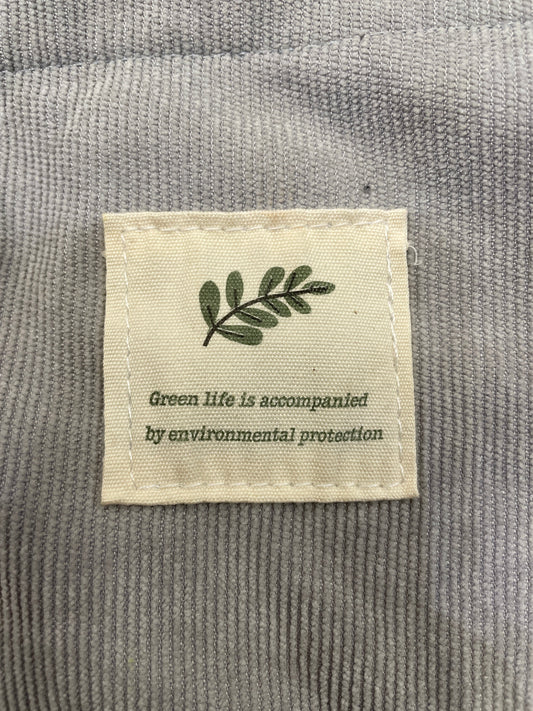 Green life is accompanied
by environmental protection